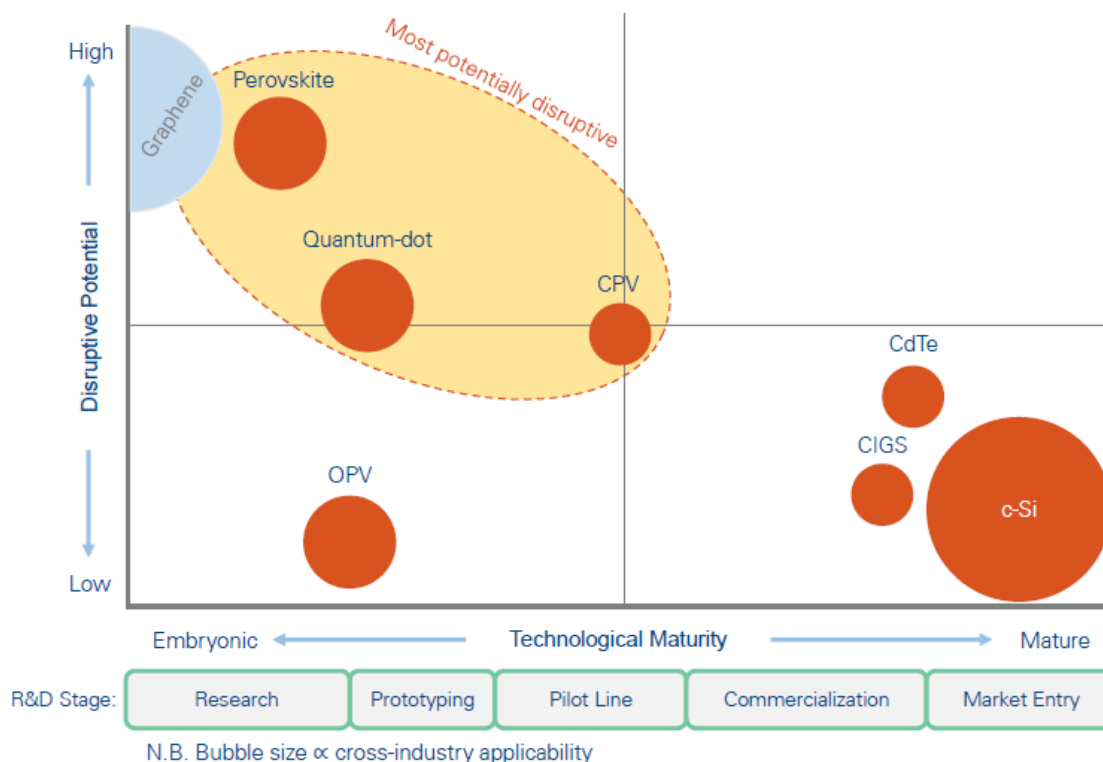 High
Most potentially disruptive
Graphene
Perovskite
Quantum-dot
CPV
Disruptive Potential
CdTe
CIGS
OPV
c-Si
Low
Embryonic
Technological Maturity
Mature
R&D Stage:
Research
Prototyping
Pilot Line
Commercialization
Market Entry
N.B. Bubble size ∝ cross-industry applicability